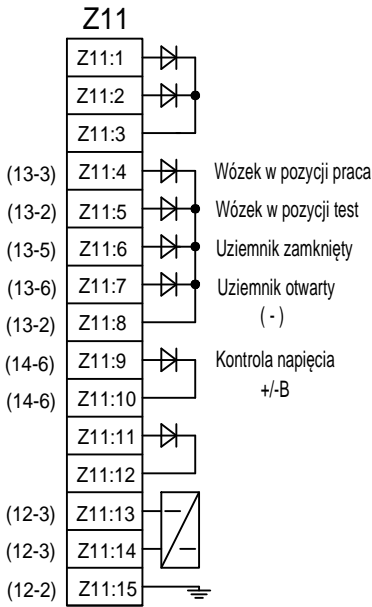 Z11
Z11:1
Z11:2
Z11:3
(13-3) Z11:4 Wózek w pozycji praca
(13-2) Z11:5 Wózek w pozycji test
(13-5) Z11:6 Uziemnik zamknięty
(13-6) Z11:7 Uziemnik otwarty
(13-2) Z11:8 ( - )
(14-6) Z11:9 Kontrola napięcia
(14-6) Z11:10 +/-B
Z11:11
Z11:12
(12-3) Z11:13
(12-3) Z11:14
(12-2) Z11:15